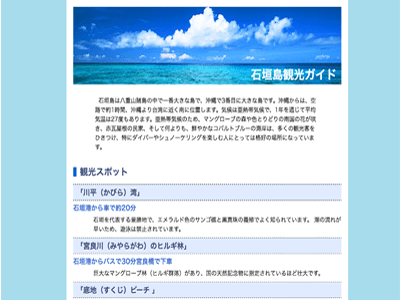 石垣島観光ガイド
石垣島は八重山諸島の中で一番大きな島で、沖縄で3番目に大きな島です。沖縄からは、空
路で約1時間、沖縄より台湾に近く南に位置します。気候は亜熱帯気候で、1年を通じて平均
気温は27度もあります。亜熱帯気候のため、マングローブの森や色とりどりの南国の花が咲
き、赤瓦屋根の民家、そして何よりも、鮮やかなコバルトブルーの海岸は、多くの観光客を
ひきつけ、特にダイバーやシュノーケリングを楽しむ人にとっては格好の場所になっていま
す。
観光スポット
「川平（かびら）湾」
石垣港から車で約20分
石垣を代表する景勝地で、エメラルド色のサンゴ礁と黒真珠の養殖でよく知られています。 潮の流れが
早いため、遊泳は禁止されています。
「宮良川（みやらがわ）のヒルギ林」
石垣港からバスで30分宮良橋で下車
巨大なマングローブ林（ヒルギ群落）があり、国の天然記念物に指定されているほど壮大です。
「底地（すくじ）ビーチ 」